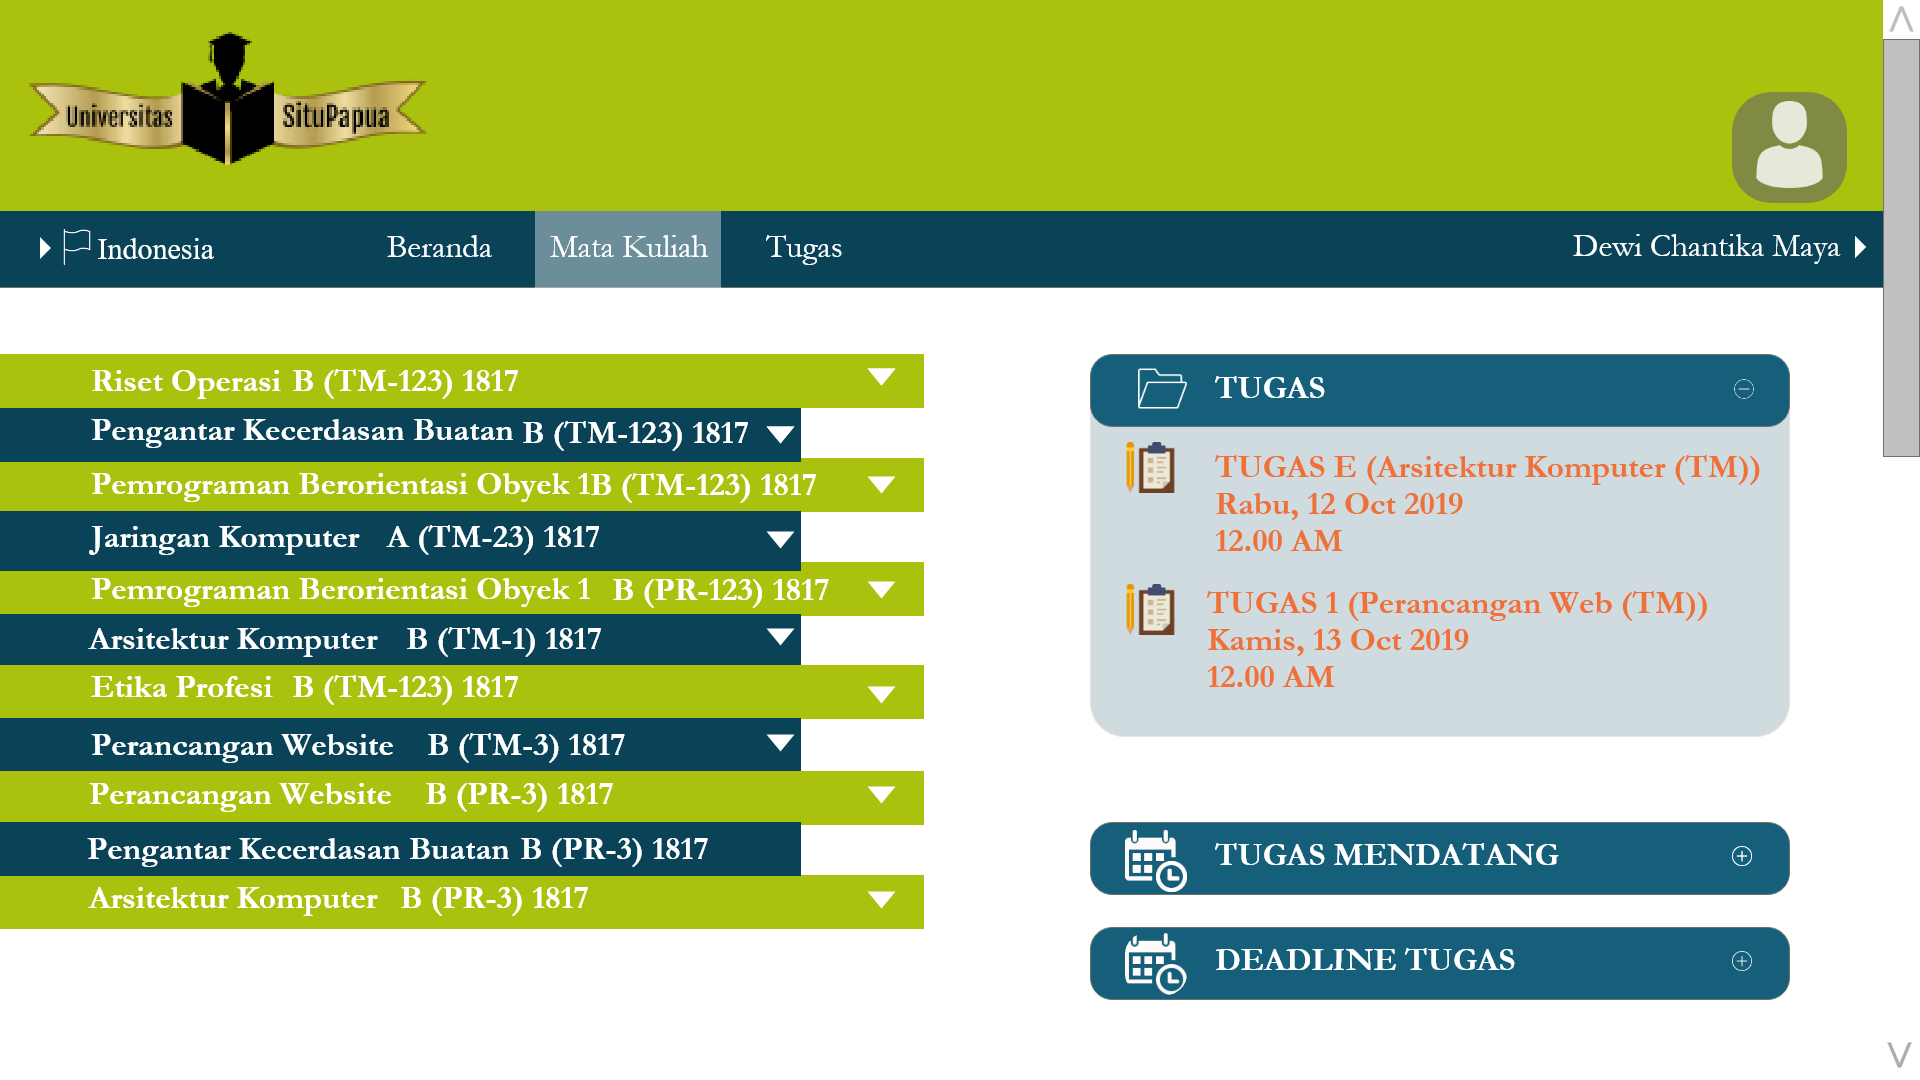 Universitas SituPapua
Indonesia
Beranda
Mata Kuliah
Tugas
Dewi Chantika Maya
Riset Operasi B (TM-123) 1817
Pengantar Kecerdasan Buatan B (TM-123) 1817
Pemrograman Berorientasi Obyek 1B (TM-123) 1817
Jaringan Komputer A (TM-23) 1817
Pemrograman Berorientasi Obyek 1 B (PR-123) 1817
Arsitektur Komputer B (TM-1) 1817
Etika Profesi B (TM-123) 1817
Perancangan Website B (TM-3) 1817
Perancangan Website B (PR-3) 1817
Pengantar Kecerdasan Buatan B (PR-3) 1817
Arsitektur Komputer B (PR-3) 1817
TUGAS
TUGAS E (Arsitektur Komputer (TM))
Rabu, 12 Oct 2019
12.00 AM
TUGAS 1 (Perancangan Web (TM))
Kamis, 13 Oct 2019
12.00 AM
TUGAS MENDATANG
DEADLINE TUGAS